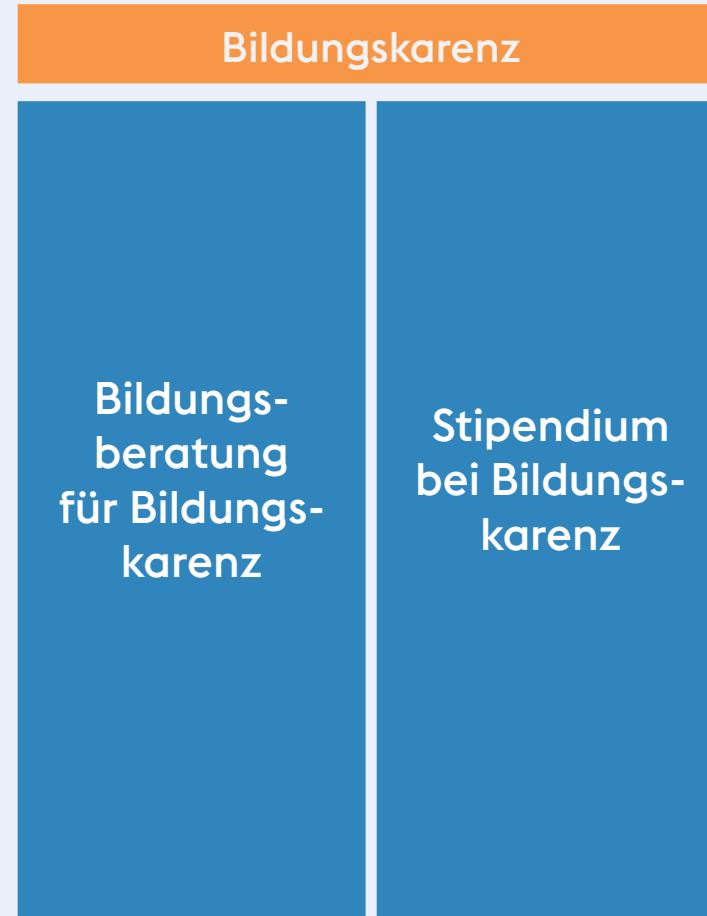 Bildungskarenz
Bildungs-
beratung
für Bildungs-
karenz
Stipendium
bei Bildungs-
karenz